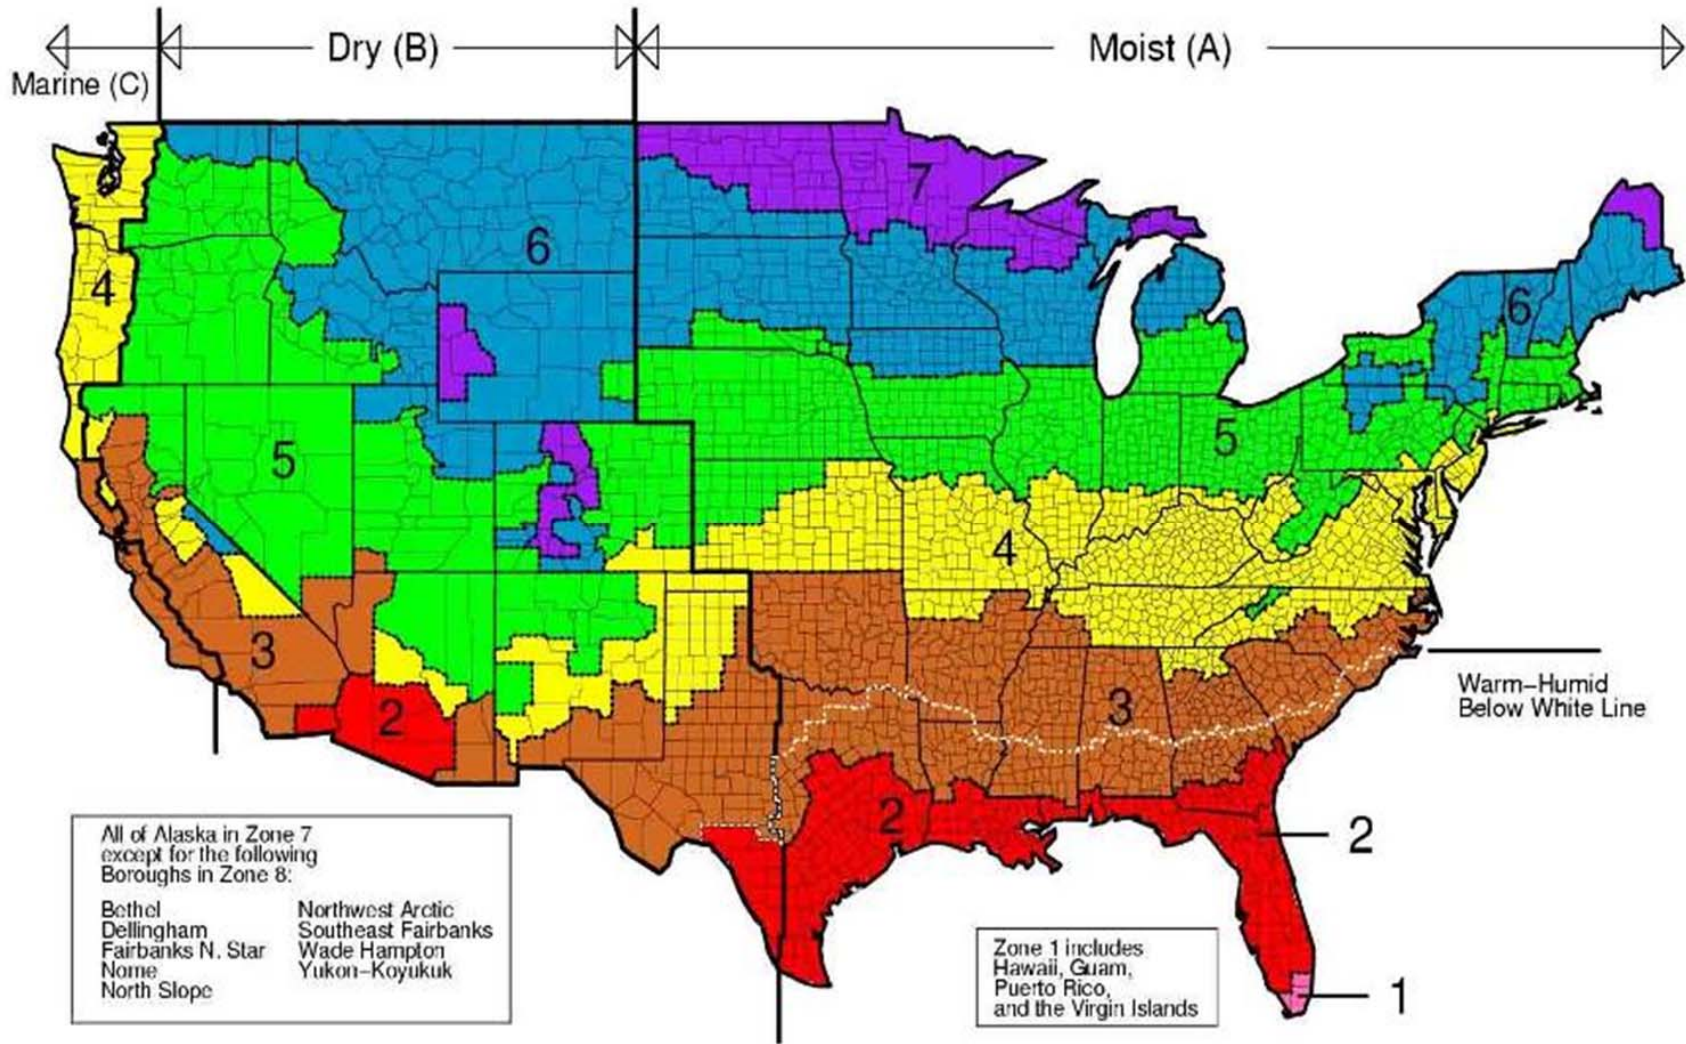 Marine (C)
Dry (B)
Moist (A)
7
6
4
6
5
5
4
3
2
3
2
Warm-Humid
Below White Line
2
1
All of Alaska in Zone 7
except for the following
Boroughs in Zone 8:
Bethel
Dellingham
Fairbanks N. Star
Nome
North Slope
Northwest Arctic
Southeast Fairbanks
Wade Hampton
Yukon-Koyukuk
Zone 1 includes
Hawaii, Guam,
Puerto Rico,
and the Virgin Islands